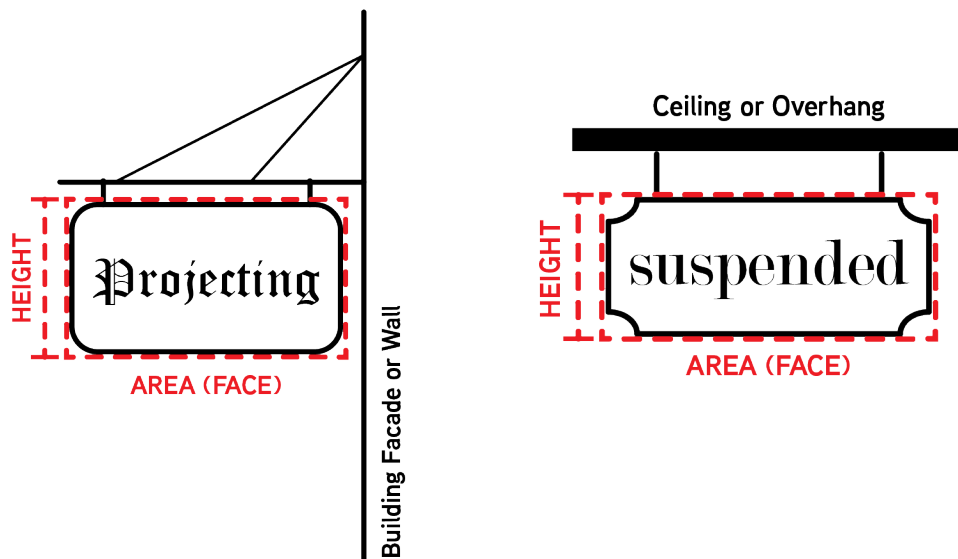 HEIGHT
Projecting
AREA (FACE)
Building Facade or Wall
Ceiling or Overhang
HEIGHT
suspended
AREA (FACE)